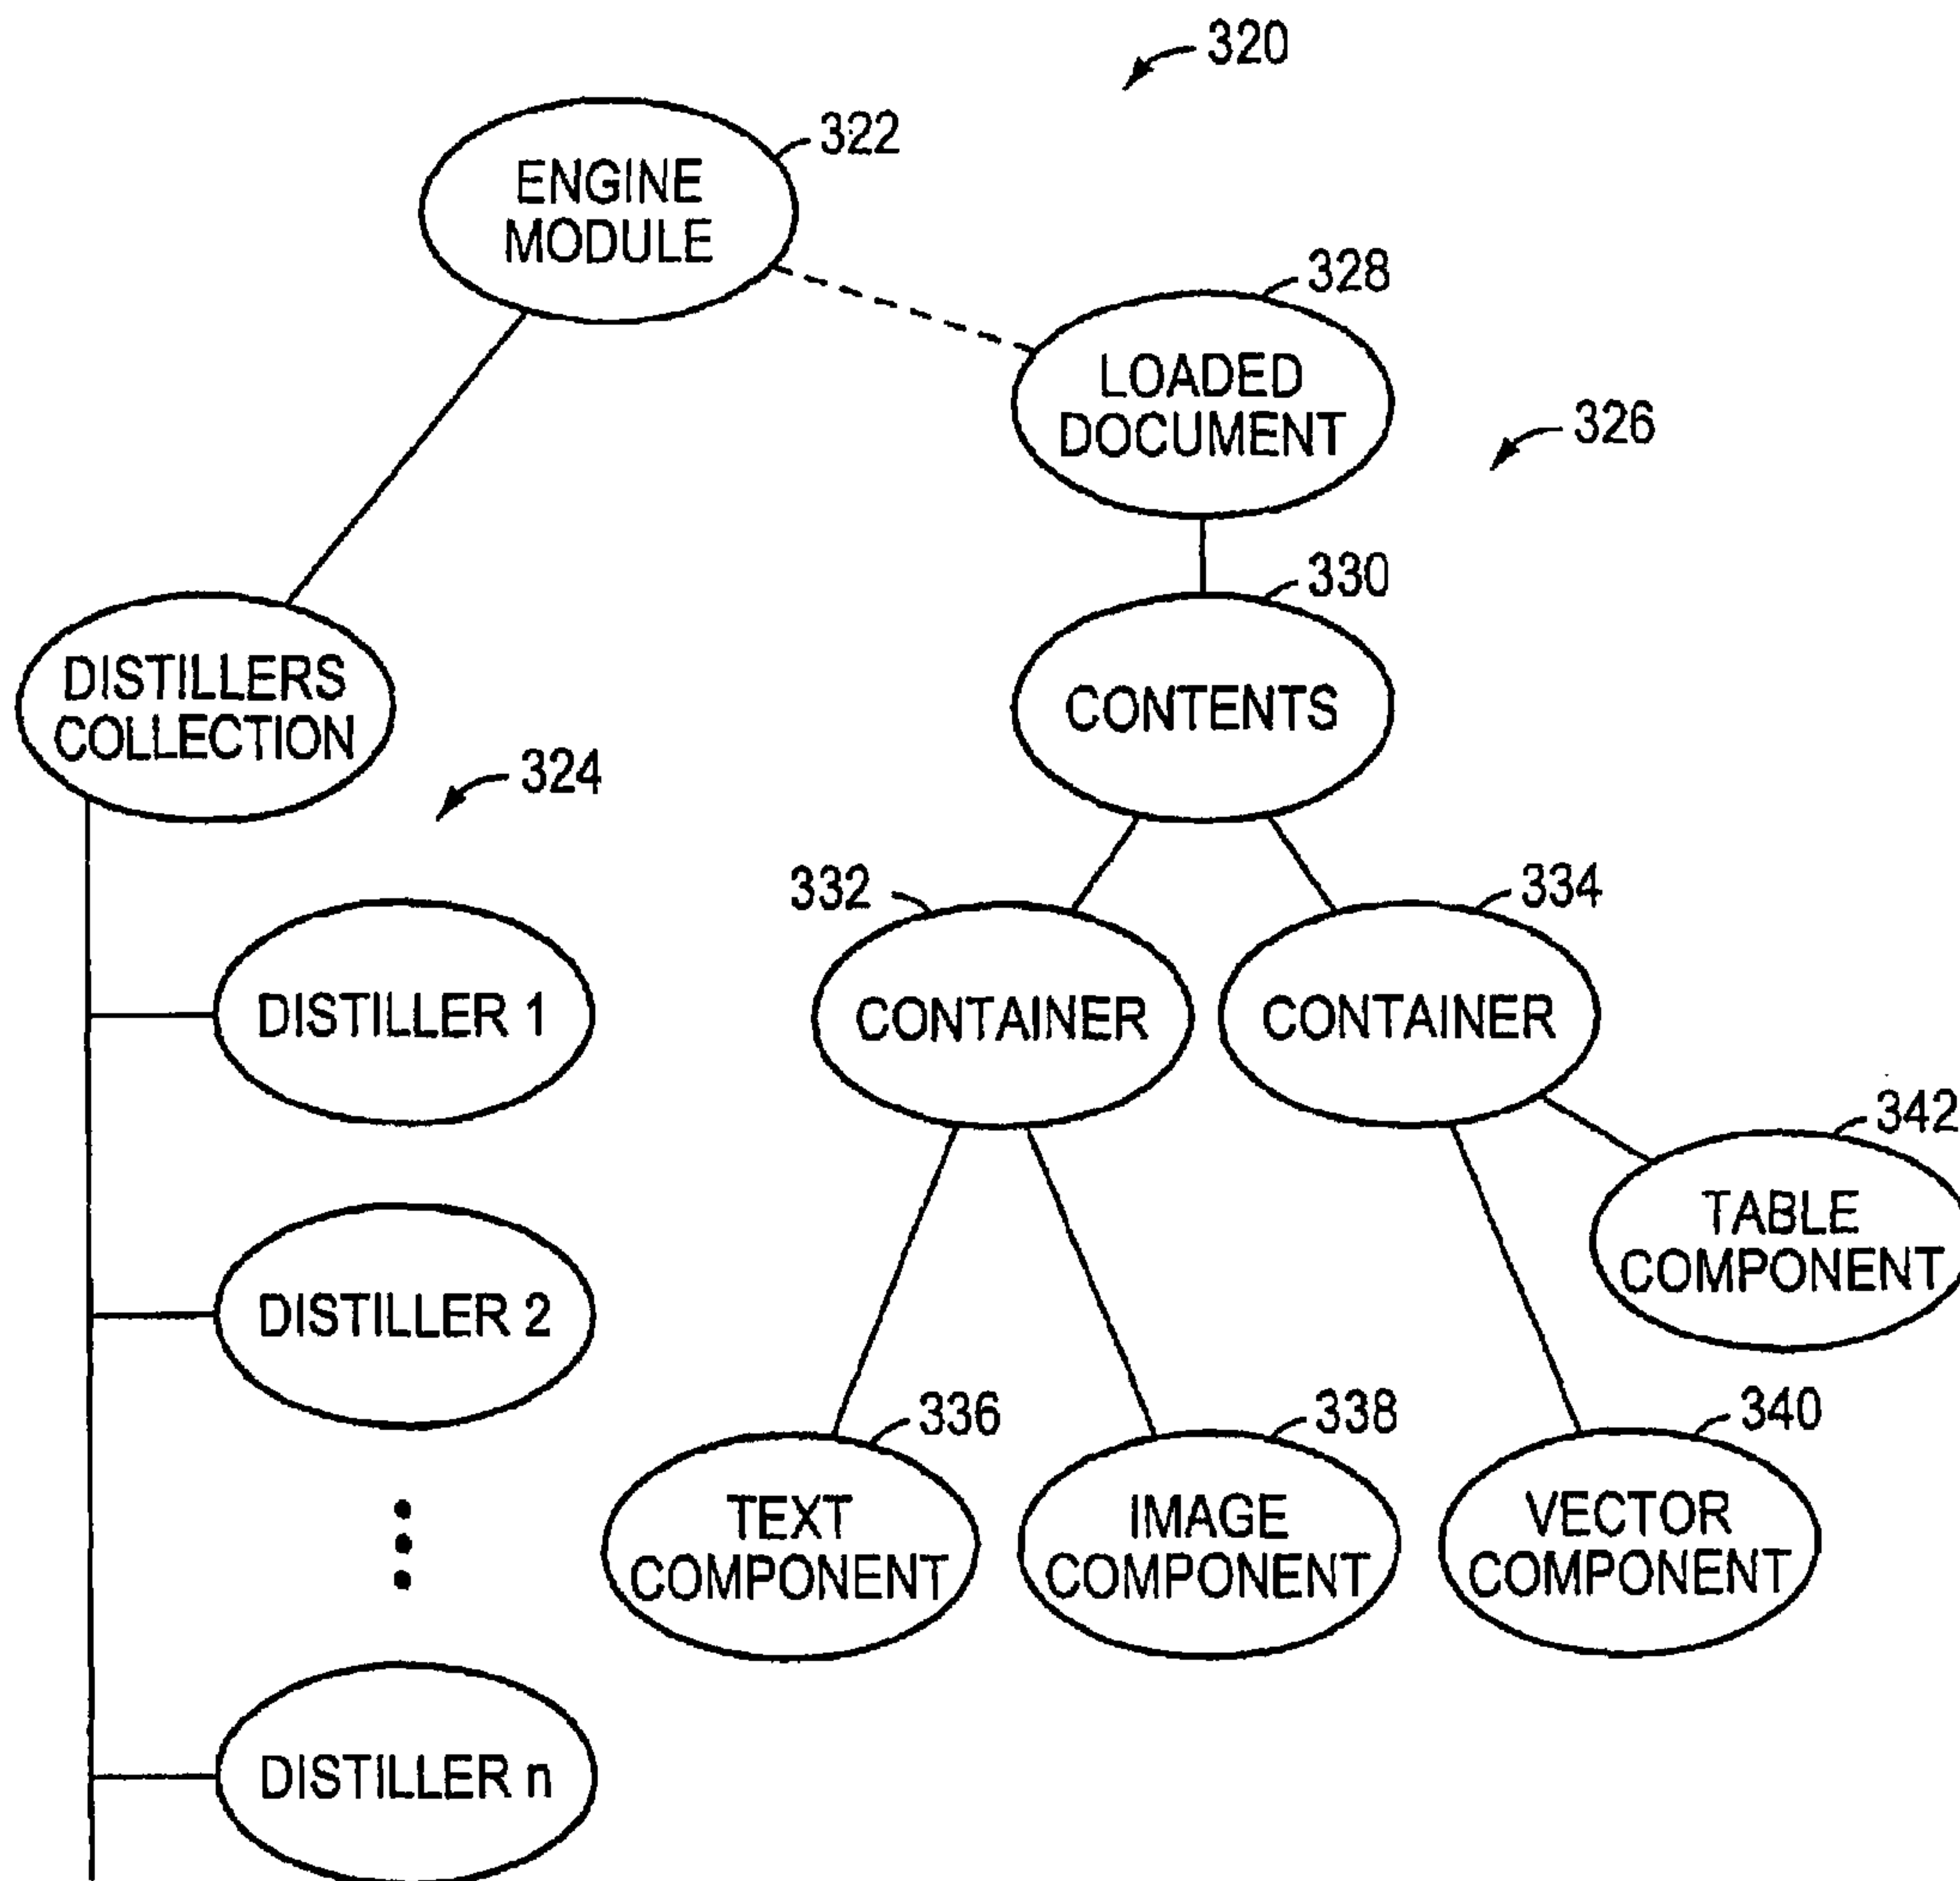 320
322
ENGINE
MODULE
328
LOADED
DOCUMENT
326
330
CONTENTS
DISTILLERS
COLLECTION
324
332
CONTAINER
334
CONTAINER
342
TABLE
COMPONENT
DISTILLER 1
DISTILLER 2
336
TEXT
COMPONENT
338
IMAGE
COMPONENT
340
VECTOR
COMPONENT
DISTILLER n